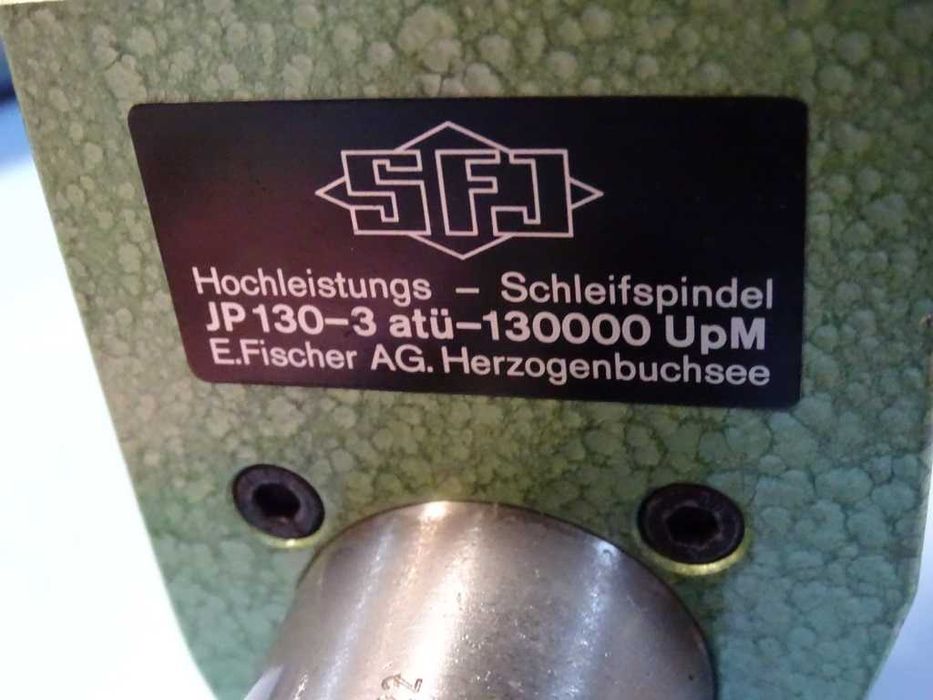 SFJ
Hochleistungs – Schleifspindel
JP 130–3 atü–130000 UpM
E.Fischer AG. Herzogenbuchsee